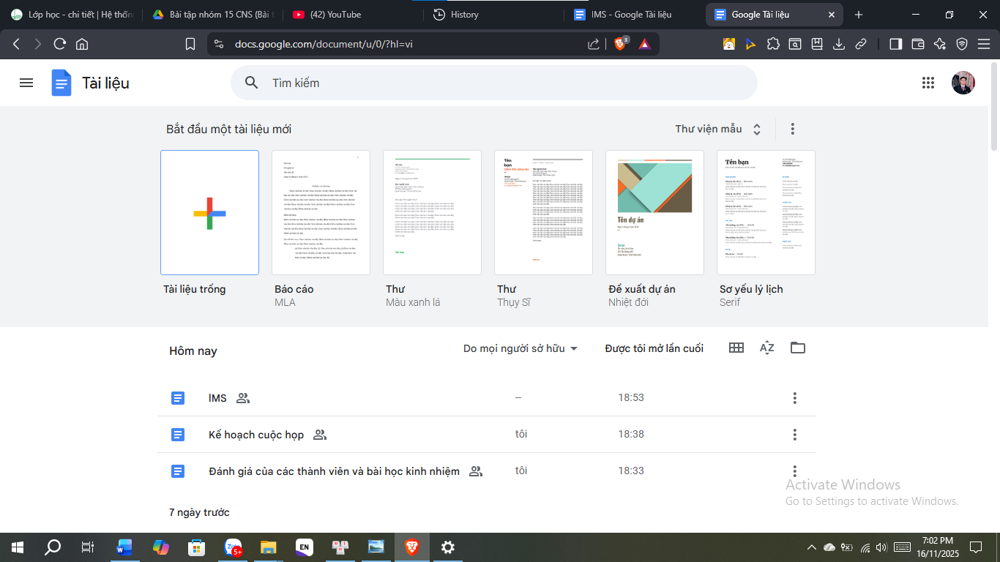 Lớp học - chi tiết | Hệ thốn
Bài tập nhóm 15 CNS (Bài t
(42) YouTube
History
IMS - Google Tài liệu
Google Tài liệu
docs.google.com/document/u/0/?hl=vi
3
Tài liệu
Tìm kiếm
Bắt đầu một tài liệu mới
Thư viện mẫu
Tên bạn
Tên bạn
Tên dự án
Tài liệu trống
Báo cáo
Thư
Thư
Đề xuất dự án
Sơ yếu lý lịch
MLA
Màu xanh lá
Thụy Sĩ
Nhiệt đới
Serif
Hôm nay
Do mọi người sở hữu
Được tôi mở lần cuối
AZ
IMS
--
18:53
Kế hoạch cuộc họp
tôi
18:38
Đánh giá của các thành viên và bài học kinh nghiệm
tôi
18:33
Activate Windows
Go to Settings to activate Windows.
7 ngày trước
5+
EN
7:02 PM
16/11/2025